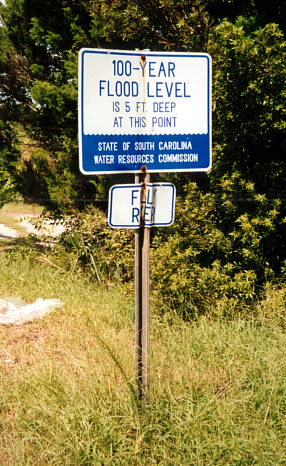 100-YEAR
FLOOD LEVEL
IS 5 FT. DEEP
AT THIS POINT
STATE OF SOUTH CAROLINA
WATER RESOURCES COMMISSION